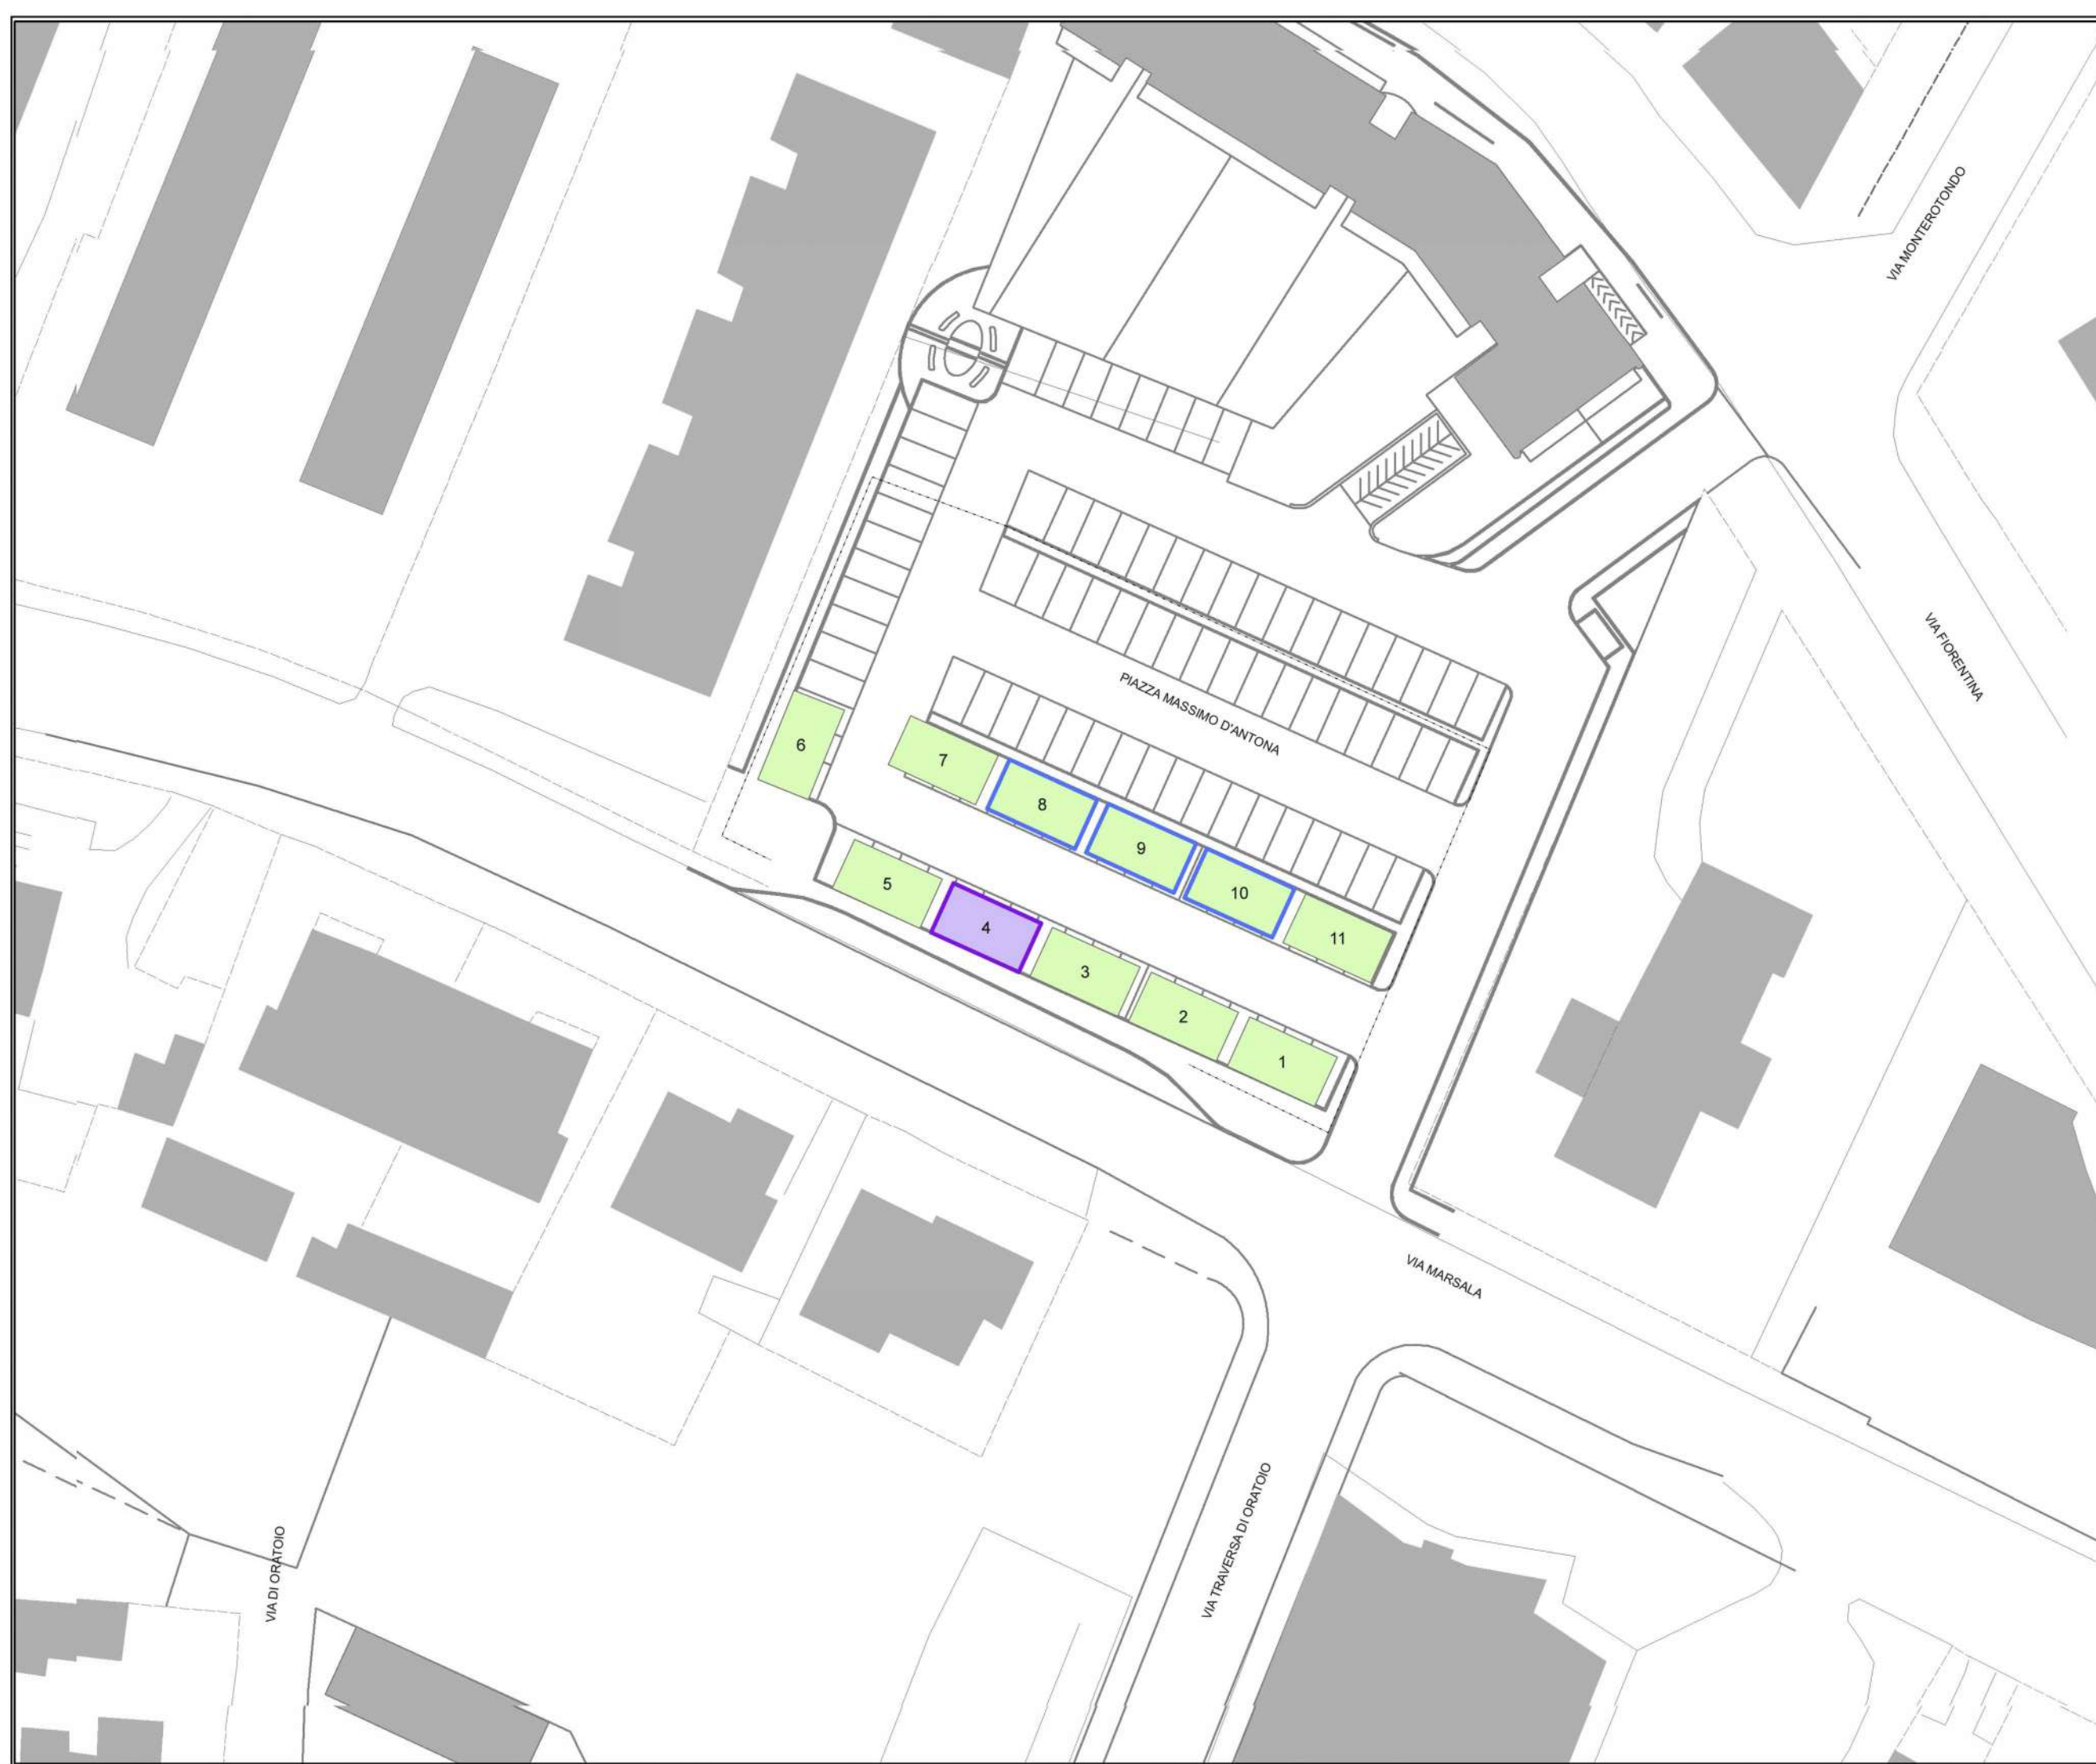 VIA MONTEROTONDO
VIA FIORENTINA
PIAZZA MASSIMO D'ANTONA
6
7
8
9
10
11
5
4
3
2
1
VIA MARSALA
VIA TRAVERSA DI ORATOIO
VIA DI ORATOIO